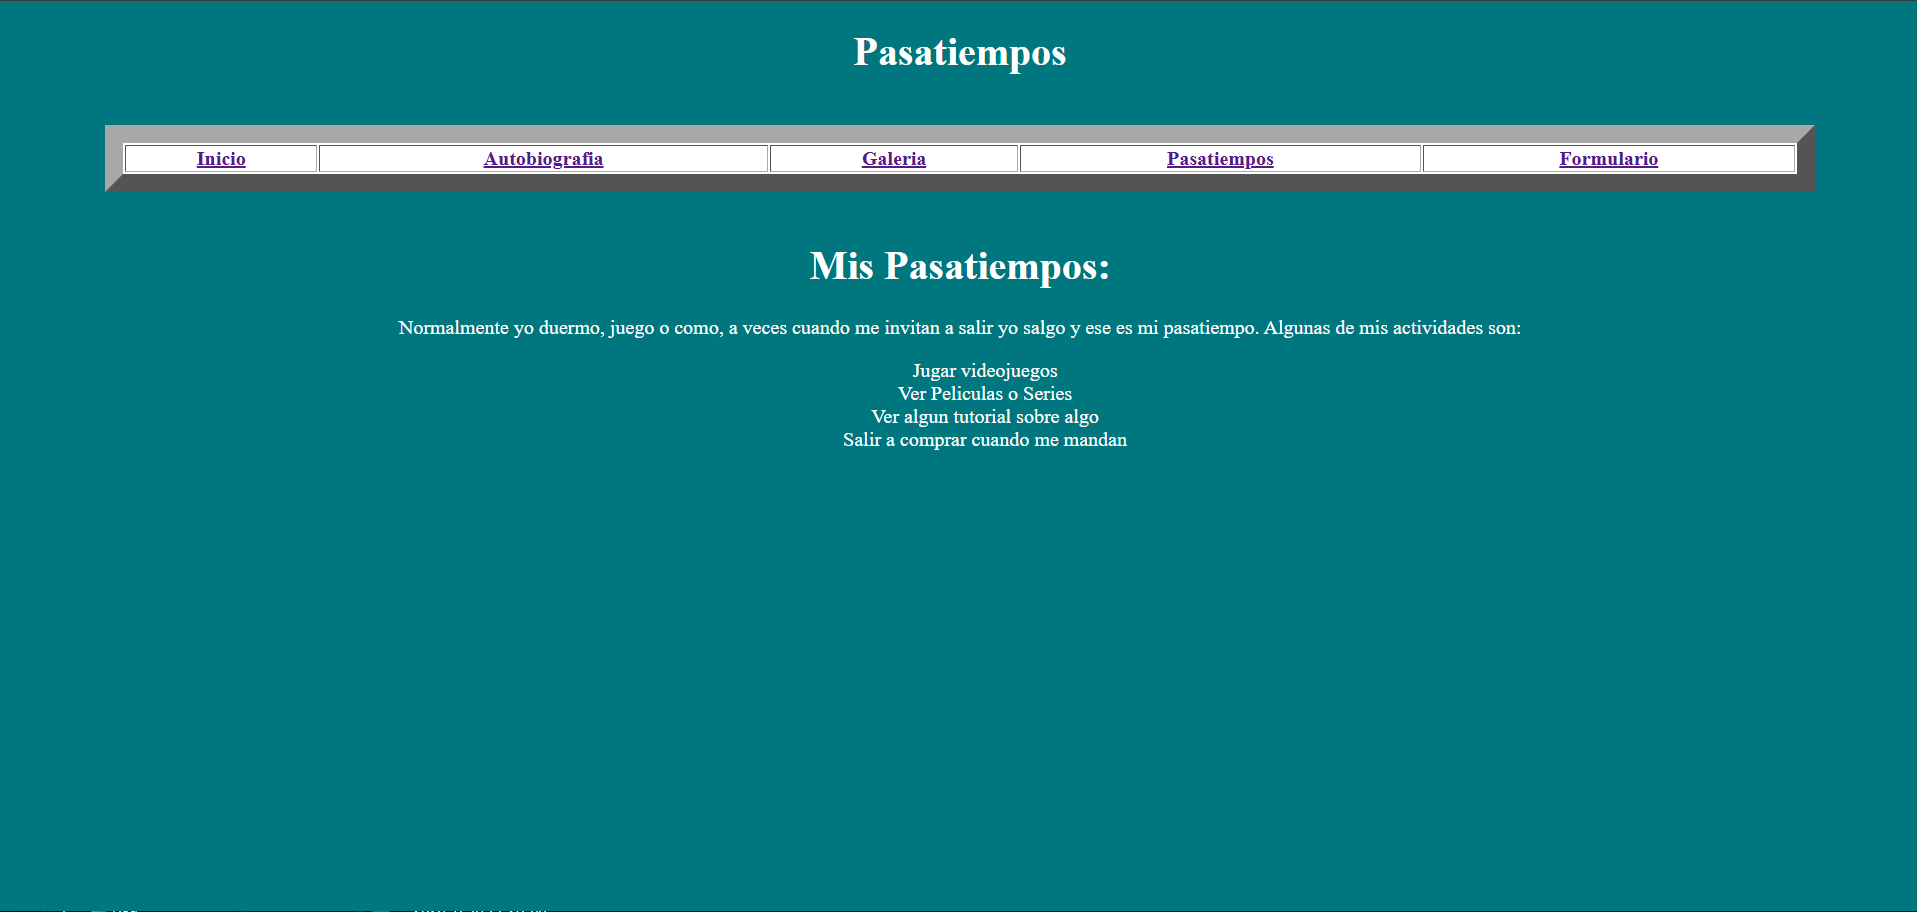 Pasatiempos
Inicio Autobiografia Galeria Pasatiempos Formulario
Mis Pasatiempos:
Normalmente yo duermo, juego o como, a veces cuando me invitan a salir yo salgo y ese es mi pasatiempo. Algunas de mis actividades son:
Jugar videojuegos
Ver Peliculas o Series
Ver algun tutorial sobre algo
Salir a comprar cuando me mandan